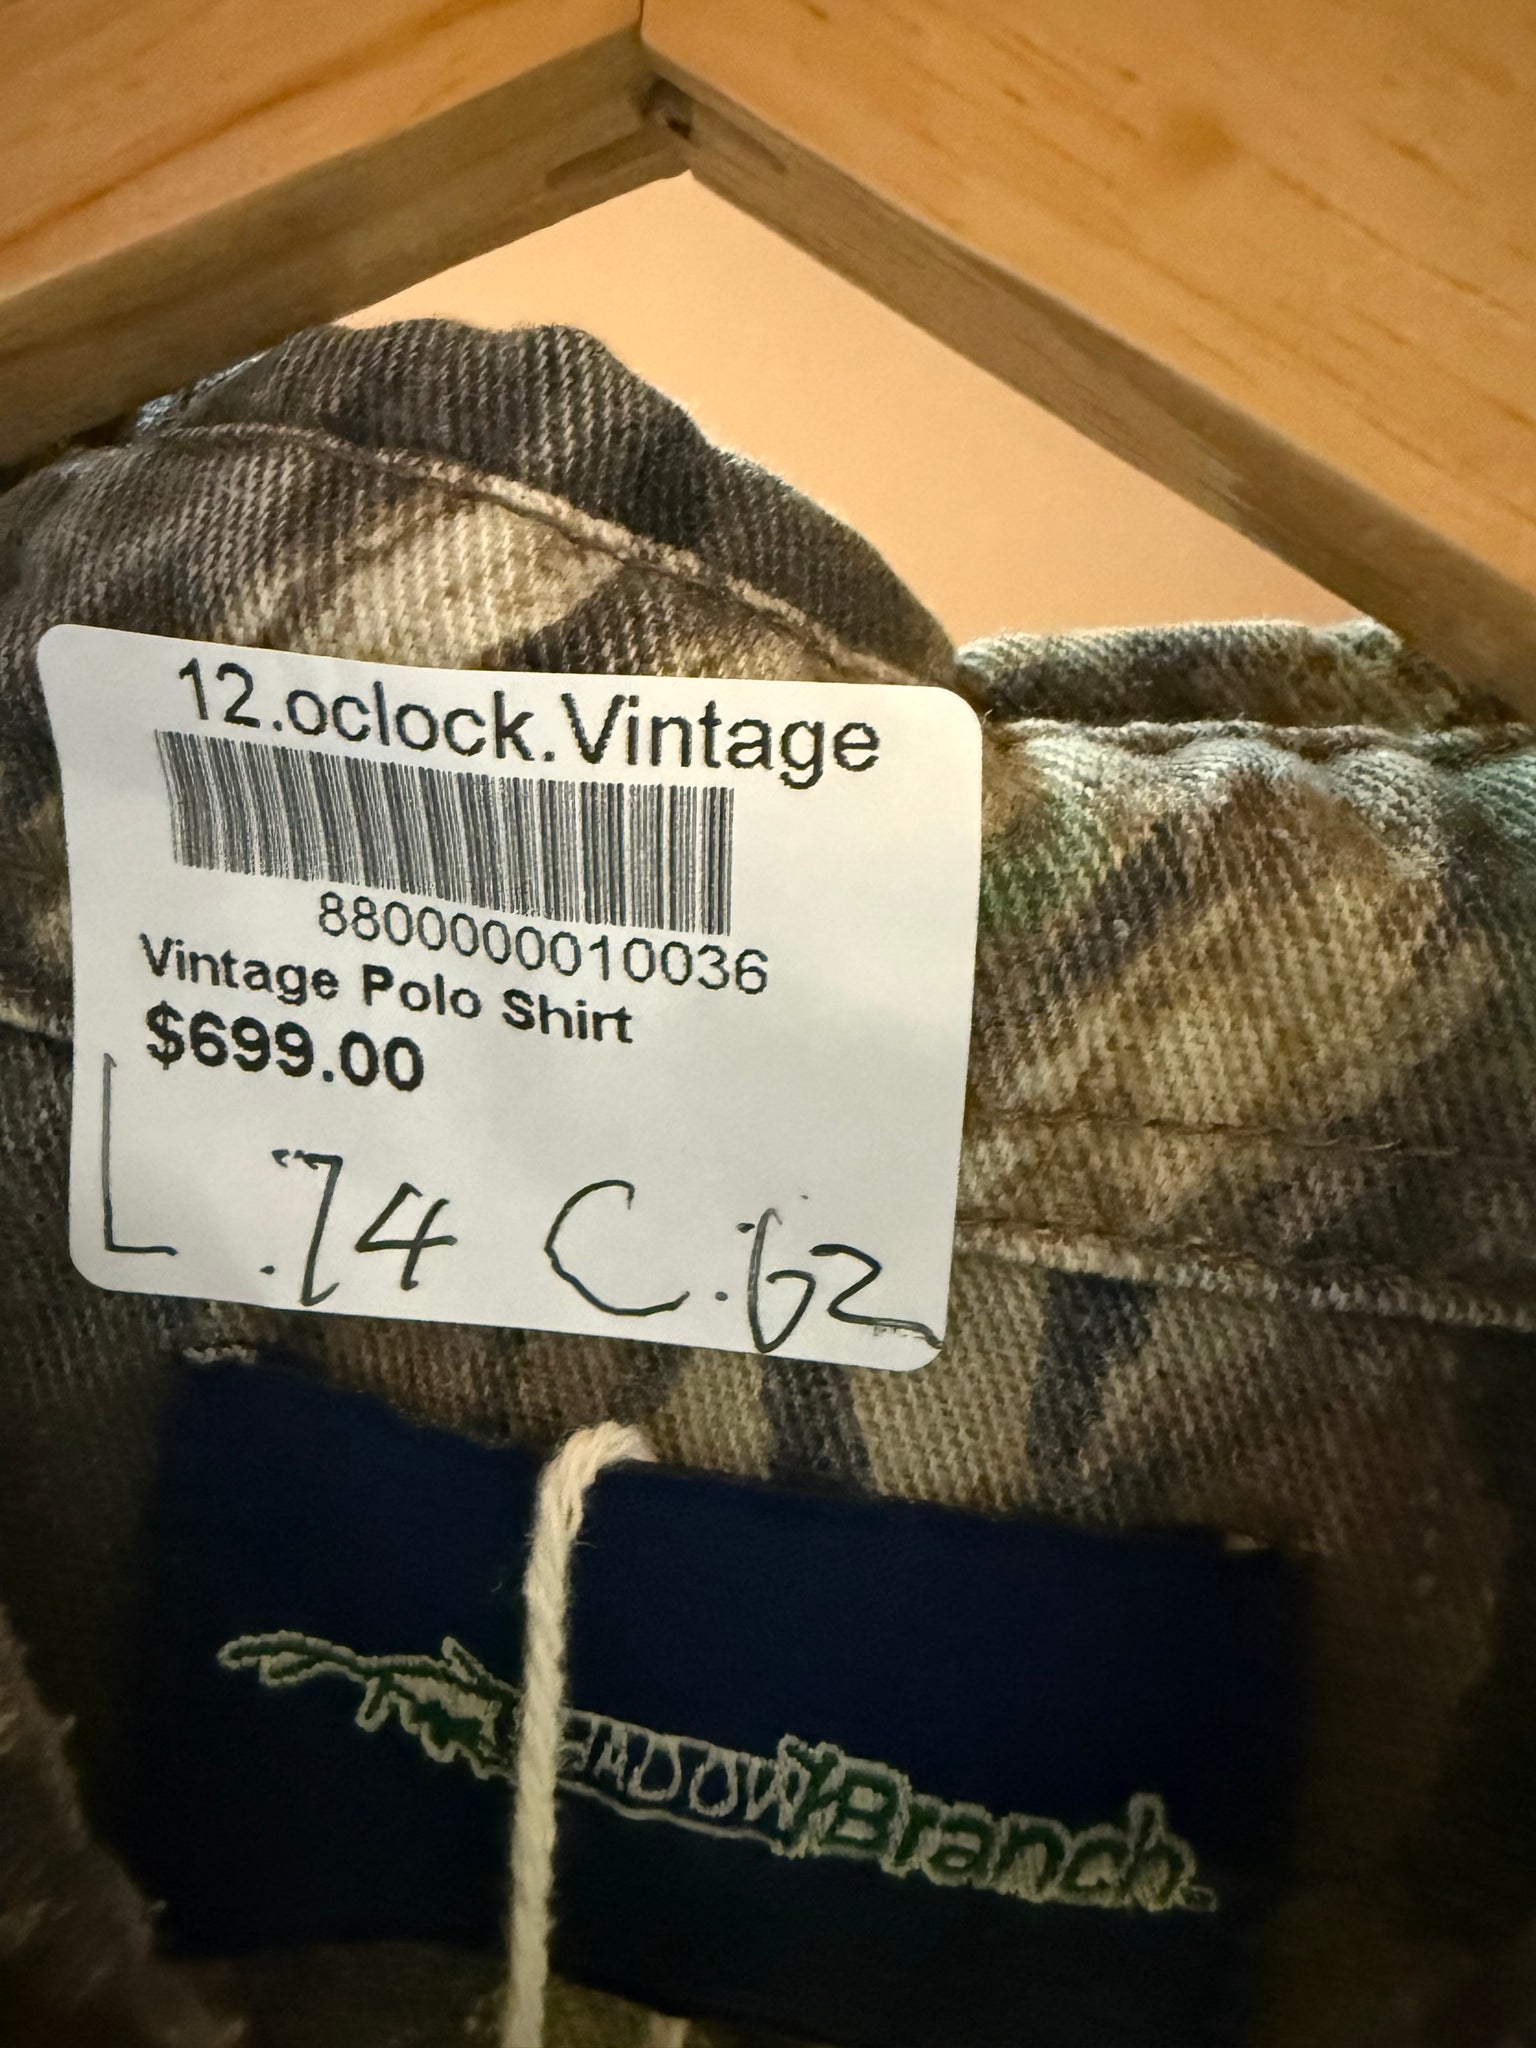 12.oclock.Vintage
8800000010036
Vintage Polo Shirt
$699.00
L .74 C .62
Branch